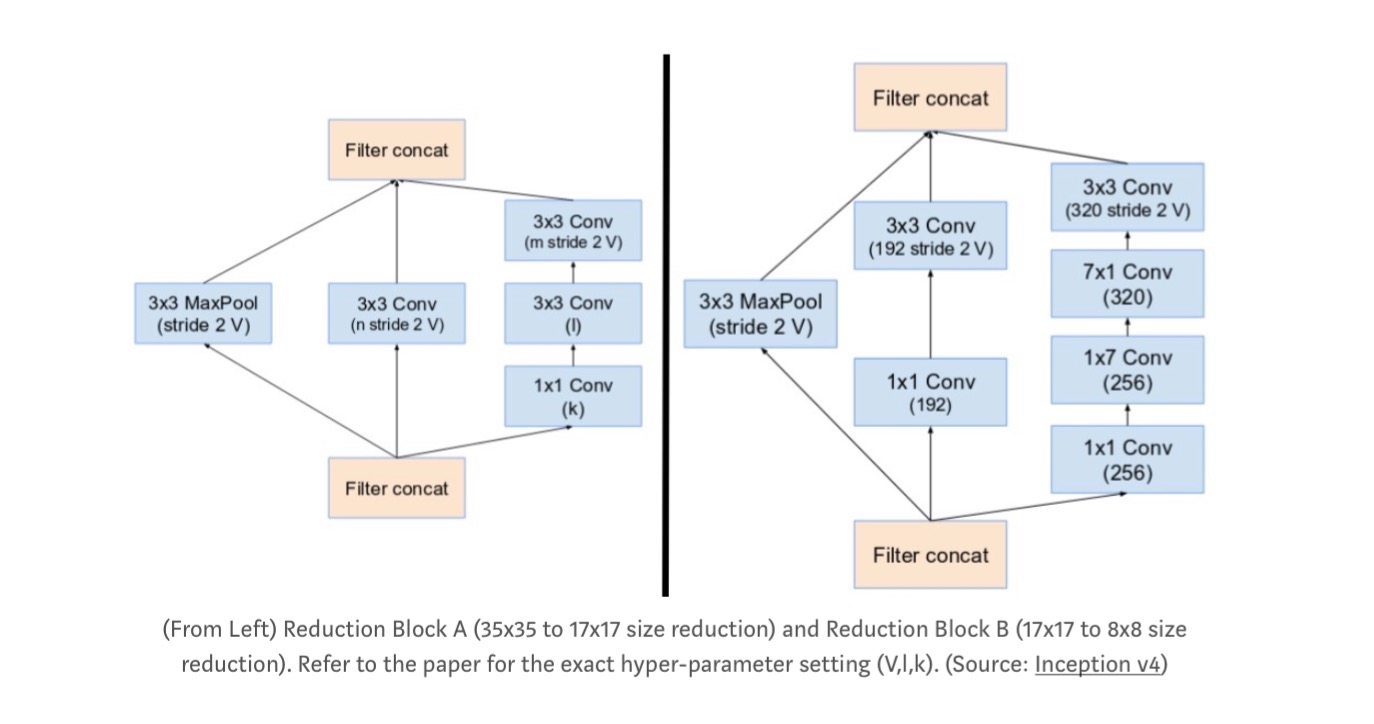 Filter concat
3x3 Conv
(m stride 2 V)
3x3 MaxPool
(stride 2 V)
3x3 Conv
(n stride 2 V)
3x3 Conv
(l)
1x1 Conv
(k)
Filter concat
Filter concat
3x3 Conv
(320 stride 2 V)
3x3 Conv
(192 stride 2 V)
7x1 Conv
(320)
3x3 MaxPool
(stride 2 V)
1x7 Conv
(256)
1x1 Conv
(192)
1x1 Conv
(256)
Filter concat
(From Left) Reduction Block A (35x35 to 17x17 size reduction) and Reduction Block B (17x17 to 8x8 size
reduction). Refer to the paper for the exact hyper-parameter setting (V,l,k). (Source: Inception v4)